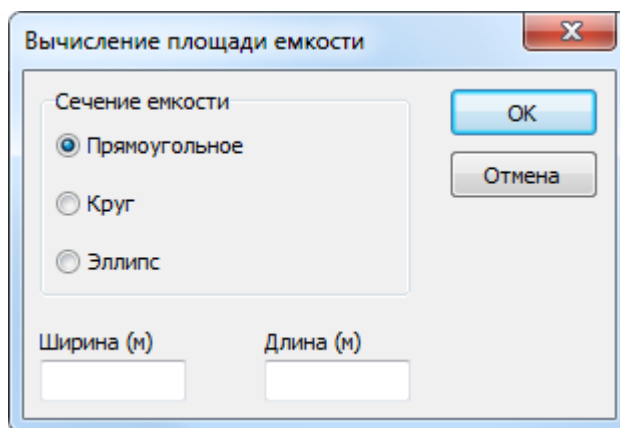 Вычисление площади емкости
Сечение емкости
Прямоугольное
Круг
Эллипс
OK
Отмена
Ширина (м)
Длина (м)